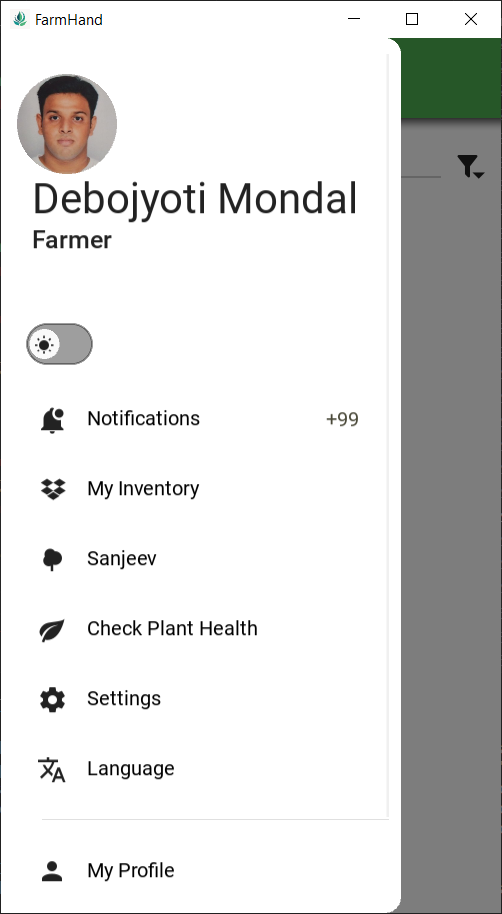 FarmHand
Debojyoti Mondal
Farmer
Notifications +99
My Inventory
Sanjeev
Check Plant Health
Settings
Language
My Profile